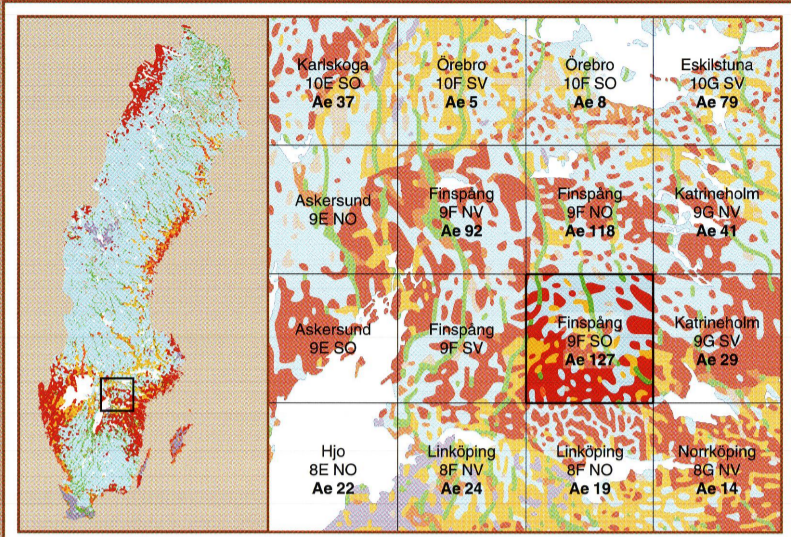 Karlskoga
10E SO
Ae 37
Örebro
10F SV
Ae 5
Örebro
10F SO
Ae 8
Eskilstuna
10G SV
Ae 79
Askersund
9E NO
Finspång
9F NV
Ae 92
Finspång
9F NO
Ae 118
Katrineholm
9G NV
Ae 41
Askersund
9E SO
Finspång
9F SV
Finspång
9F SO
Ae 127
Katrineholm
9G SV
Ae 29
Hjo
8E NO
Ae 22
Linköping
8F NV
Ae 24
Linköping
8F NO
Ae 19
Norrköping
8G NV
Ae 14